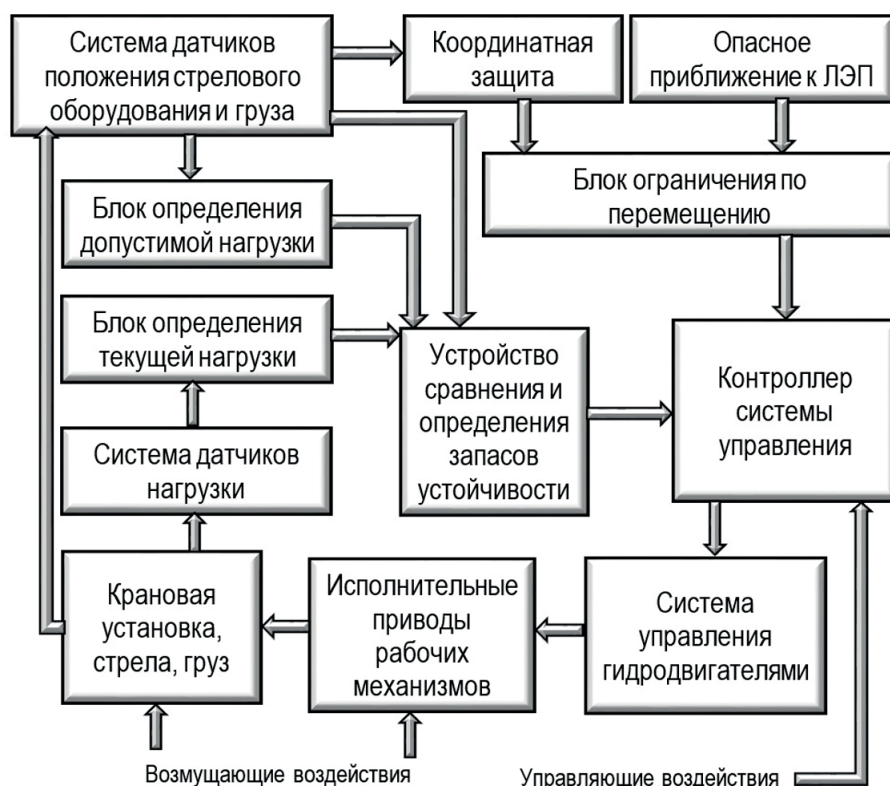 Система датчиков
положения стрелового
оборудования и груза
Координатная
защита
Опасное
приближение к ЛЭП
Блок определения
допустимой нагрузки
Блок ограничения по
перемещению
Блок определения
текущей нагрузки
Устройство
сравнения и
определения
запасов
устойчивости
Контроллер
системы
управления
Система датчиков
нагрузки
Крановая
установка,
стрела, груз
Исполнительные
приводы
рабочих
механизмов
Система
управления
гидродвигателями
Возмущающие воздействия
Управляющие воздействия